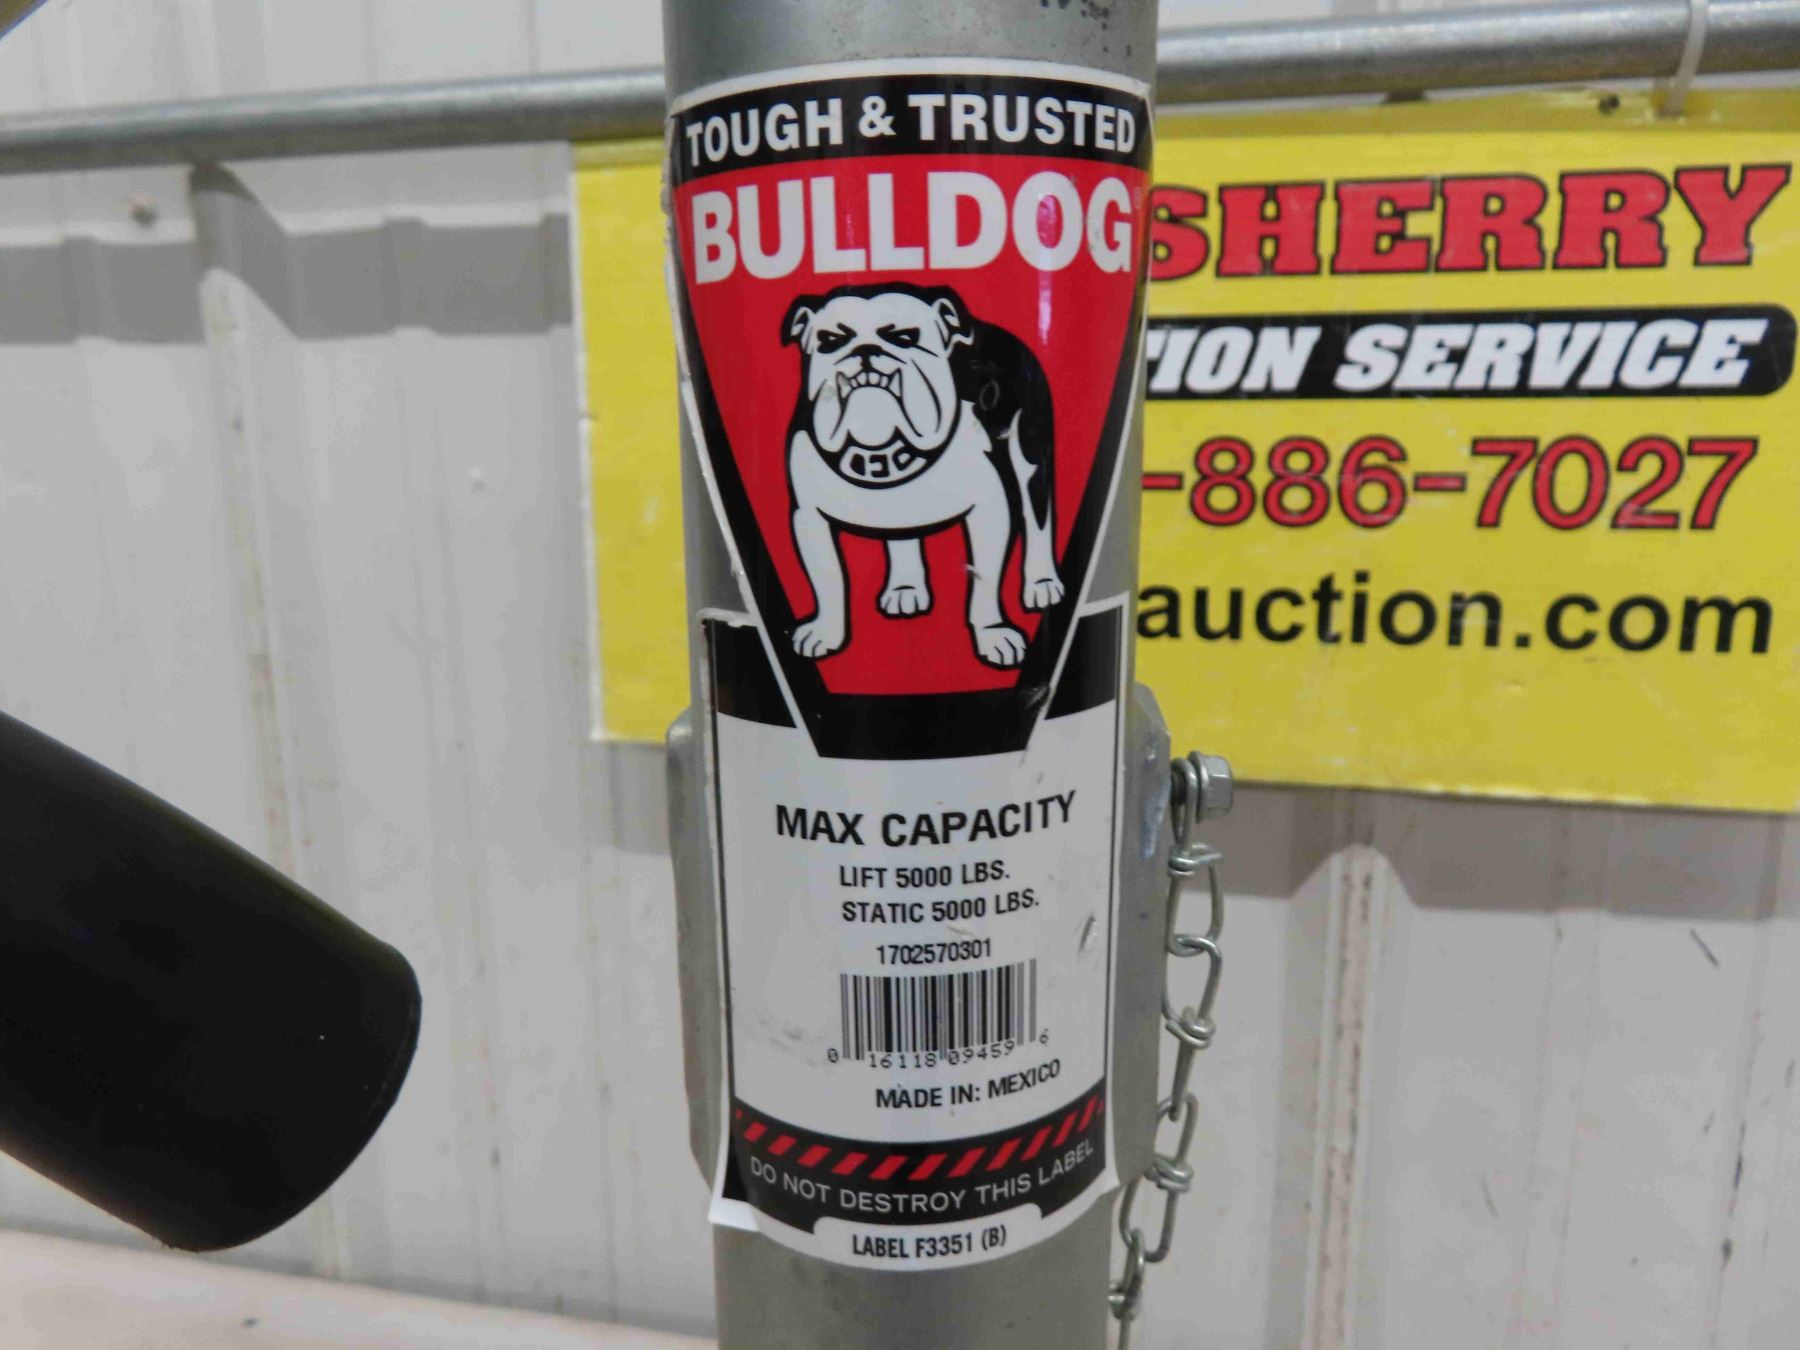 TOUGH & TRUSTED
BULLDOG
MAX CAPACITY
LIFT 5000 LBS.
STATIC 5000 LBS.
1702570301
0 16118 09459 6
MADE IN: MEXICO
DO NOT DESTROY THIS LABEL
LABEL F3351 (B)
SHERRY
TION SERVICE
-886-7027
auction.com